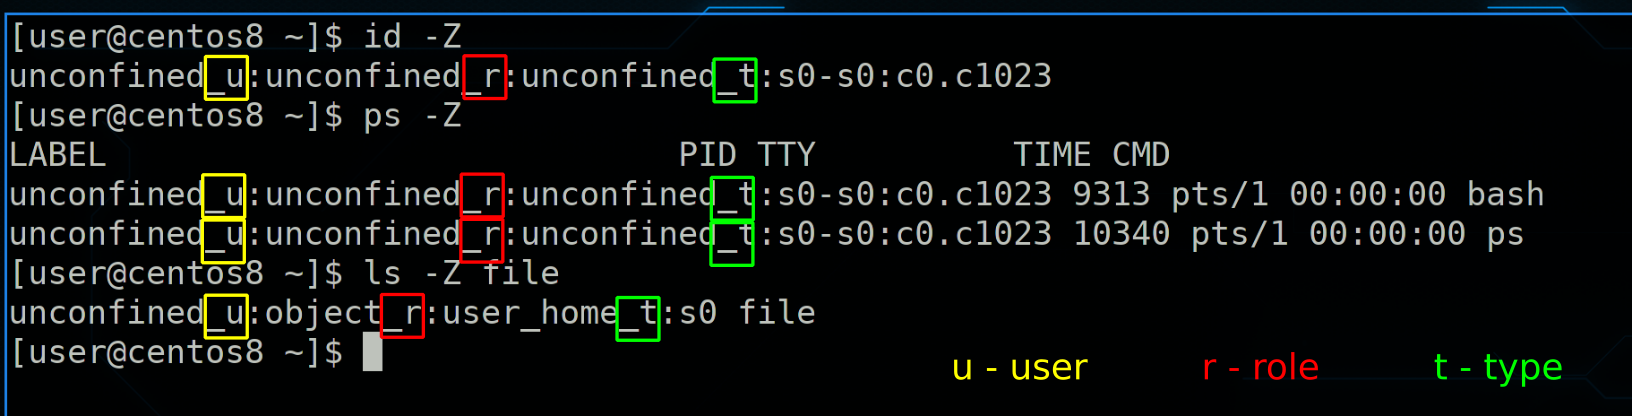 [user@centos8 ~]$ id -Z
unconfined_u:unconfined_r:unconfined_t:s0-s0:c0.c1023
[user@centos8 ~]$ ps -Z
LABEL                             PID TTY          TIME CMD
unconfined_u:unconfined_r:unconfined_t:s0-s0:c0.c1023 9313 pts/1 00:00:00 bash
unconfined_u:unconfined_r:unconfined_t:s0-s0:c0.c1023 10340 pts/1 00:00:00 ps
[user@centos8 ~]$ ls -Z file
unconfined_u:object_r:user_home_t:s0 file
[user@centos8 ~]$
u - user r - role t - type